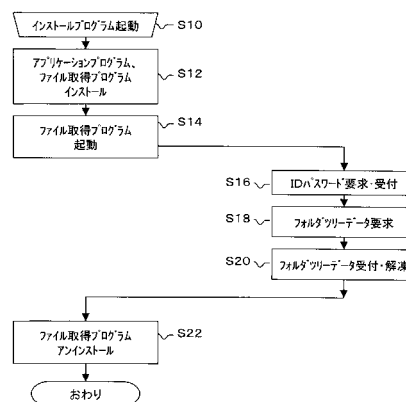 インストールプログラム起動
S10
アプリケーションプログラム、
ファイル取得プログラム
インストール
S12
ファイル取得プログラム
起動
S14
S16
IDパスワード要求・受付
S18
フォルダツリーデータ要求
S20
フォルダツリーデータ受付・解凍
ファイル取得プログラム
アンインストール
S22
おわり